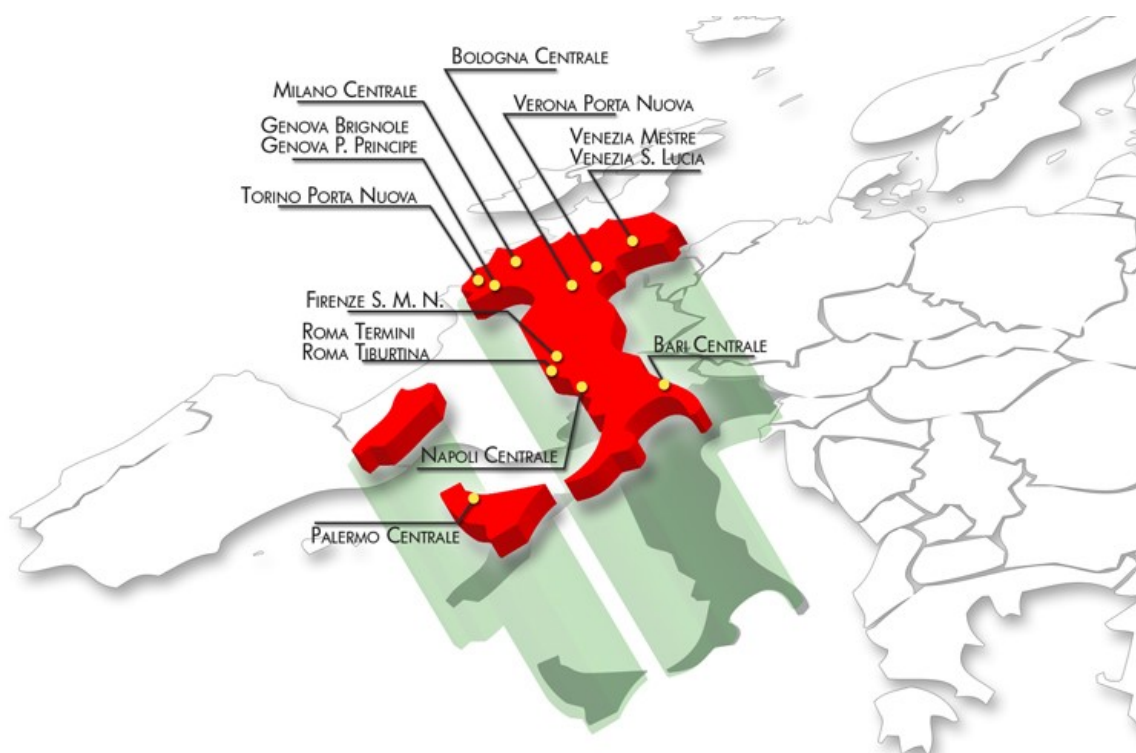 Bologna Centrale
Milano Centrale
Verona Porta Nuova
Genova Brignole
Genova P. Principe
Venezia Mestre
Venezia S. Lucia
Torino Porta Nuova
Firenze S. M. N.
Roma Termini
Roma Tiburtina
Bari Centrale
Napoli Centrale
Palermo Centrale